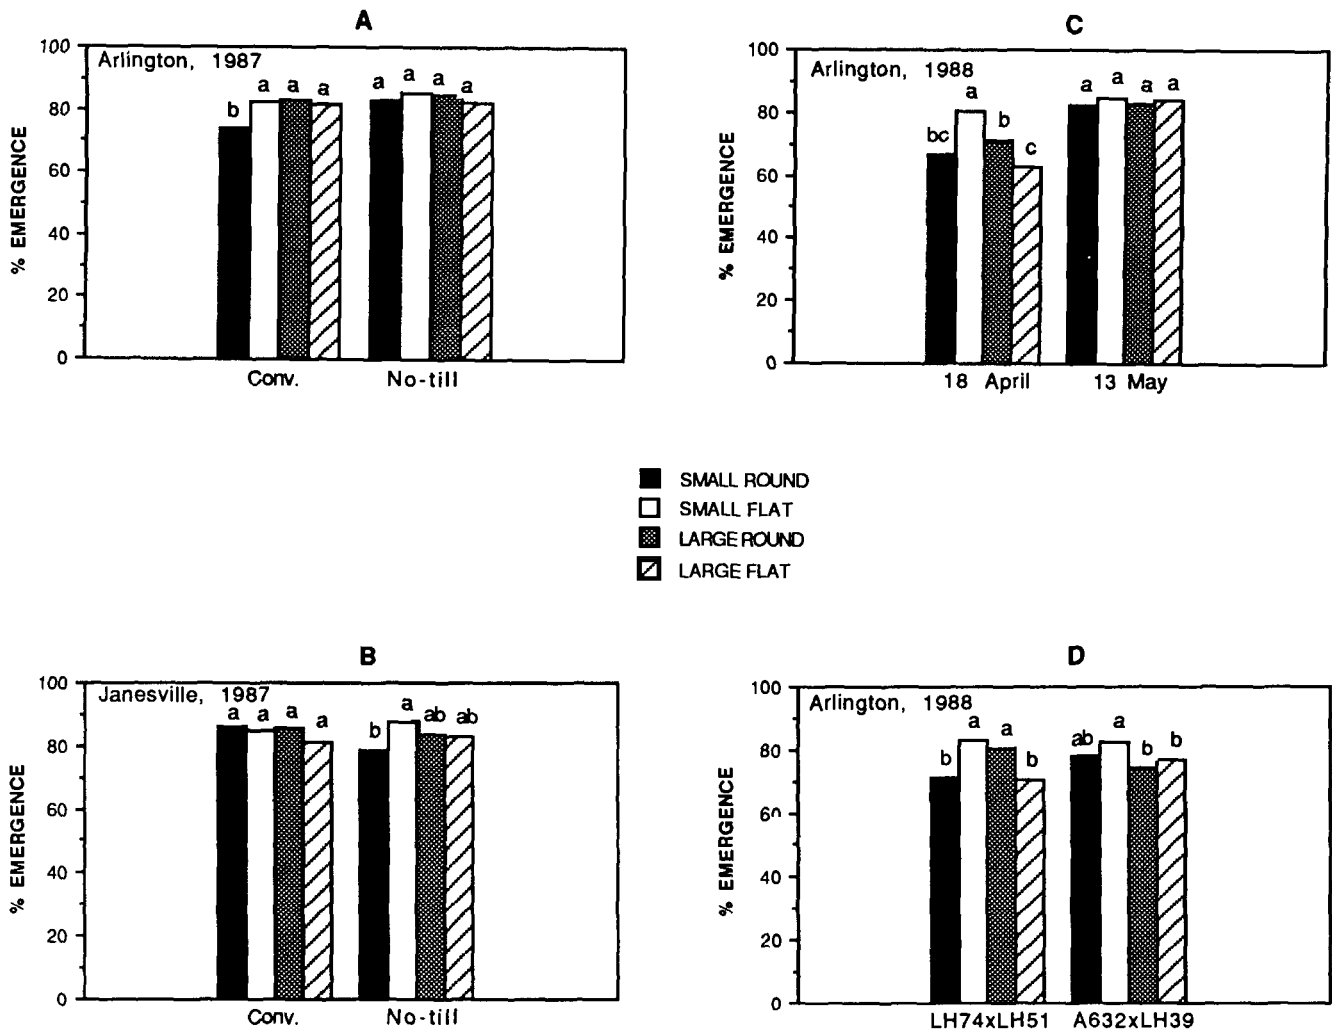 A
Arlington, 1987
100
80
60
40
20
0
% EMERGENCE
b a a a a a a a
Conv. No-till
C
Arlington, 1988
100
80
60
40
20
0
% EMERGENCE
bc a b c a a a a
18 April 13 May
SMALL ROUND
SMALL FLAT
LARGE ROUND
LARGE FLAT
B
Janesville, 1987
100
80
60
40
20
0
% EMERGENCE
a a a a b a ab ab
Conv. No-till
D
Arlington, 1988
100
80
60
40
20
0
% EMERGENCE
b a a b ab a b b
LH74xLH51 A632xLH39